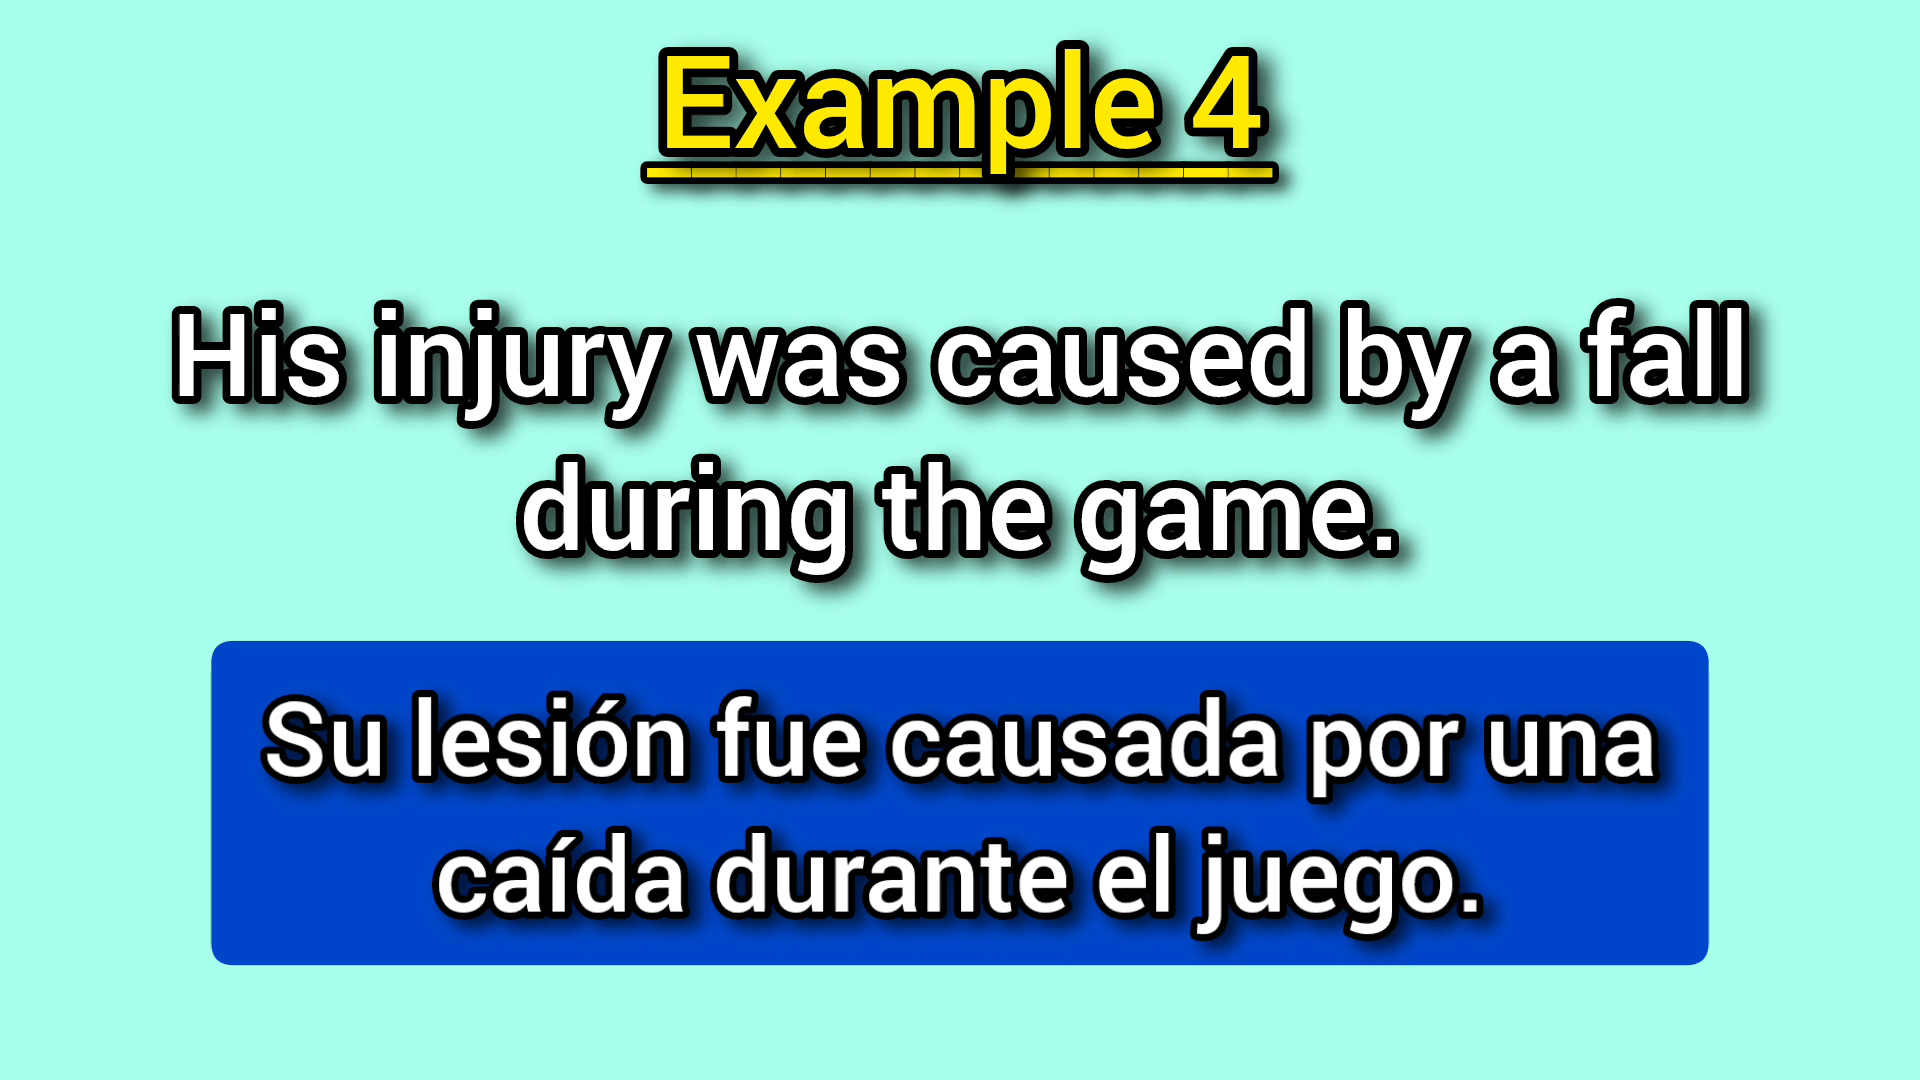 Example 4
His injury was caused by a fall
during the game.
Su lesión fue causada por una
caída durante el juego.